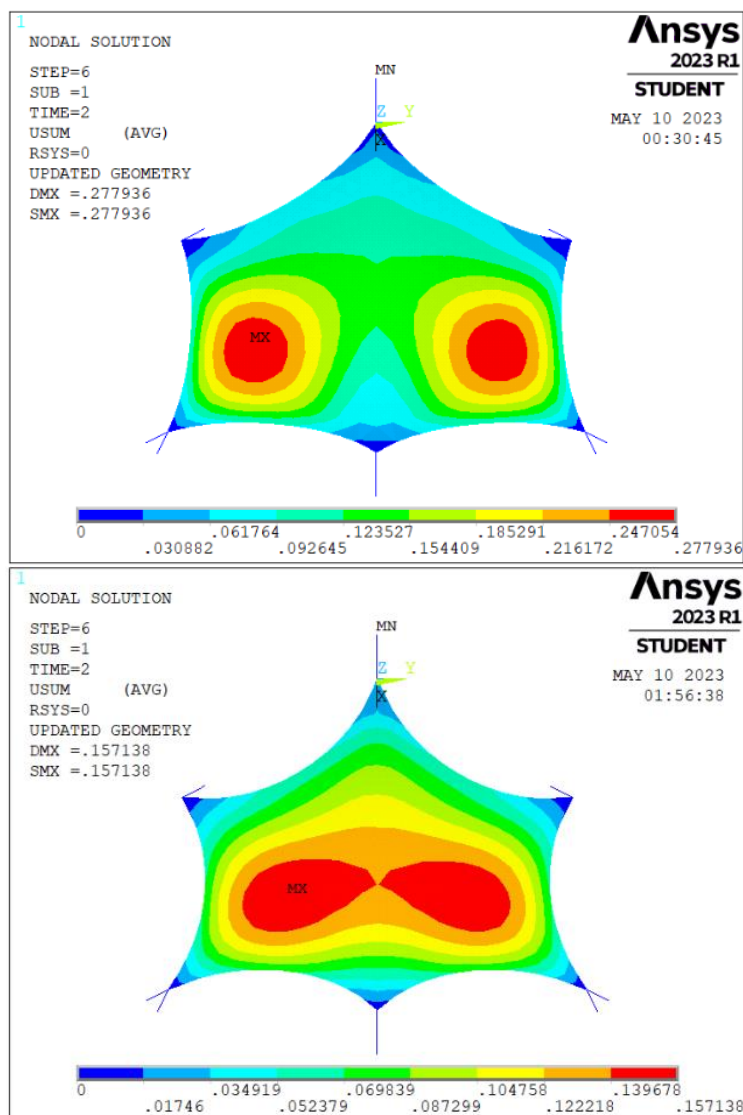 1
NODAL SOLUTION
STEP=6
SUB =1
TIME=2
USUM     (AVG)
RSYS=0
UPDATED GEOMETRY
DMX =.277936
SMX =.277936
Ansys
2023 R1
STUDENT
MAY 10 2023
00:30:45
MN
Z Y
X
MX
0 .061764 .123527 .185291 .247054
.030882 .092645 .154409 .216172 .277936
1
NODAL SOLUTION
STEP=6
SUB =1
TIME=2
USUM     (AVG)
RSYS=0
UPDATED GEOMETRY
DMX =.157138
SMX =.157138
Ansys
2023 R1
STUDENT
MAY 10 2023
01:56:38
MN
Z Y
X
MX
0 .034919 .069839 .104758 .139678
.01746 .052379 .087299 .122218 .157138